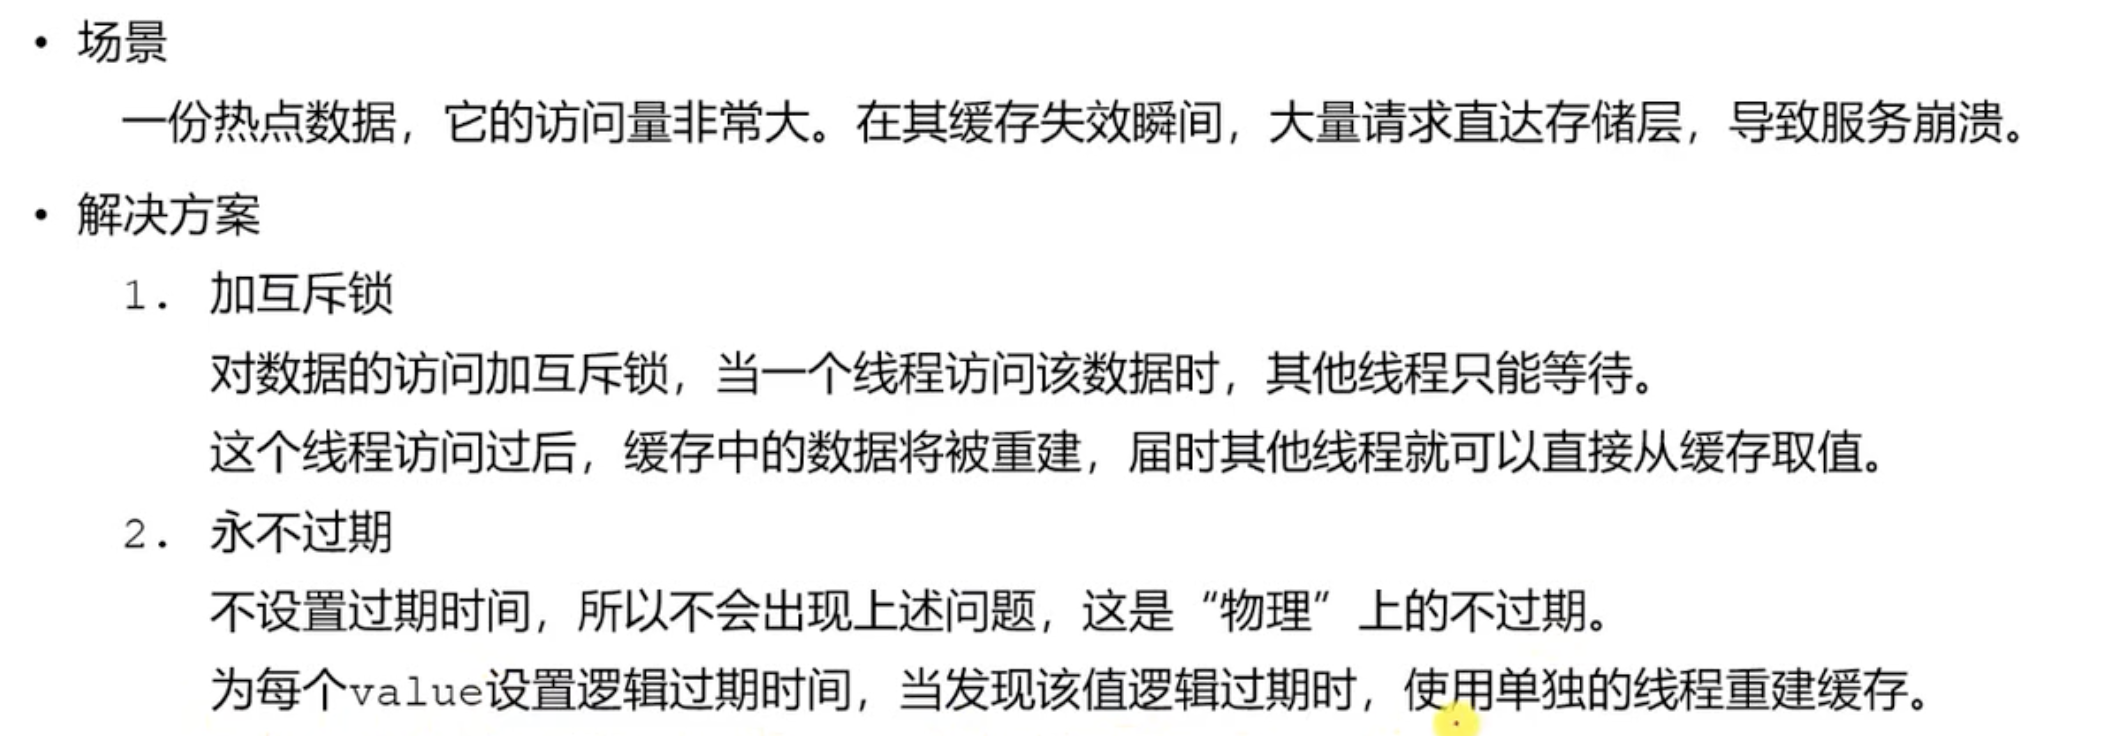 • 场景
一份热点数据，它的访问量非常大。在其缓存失效瞬间，大量请求直达存储层，导致服务崩溃。
• 解决方案
1. 加互斥锁
对数据的访问加互斥锁，当一个线程访问该数据时，其他线程只能等待。
这个线程访问过后，缓存中的数据将被重建，届时其他线程就可以直接从缓存取值。
2. 永不过期
不设置过期时间，所以不会出现上述问题，这是“物理”上的不过期。
为每个value设置逻辑过期时间，当发现该值逻辑过期时，使用单独的线程重建缓存。